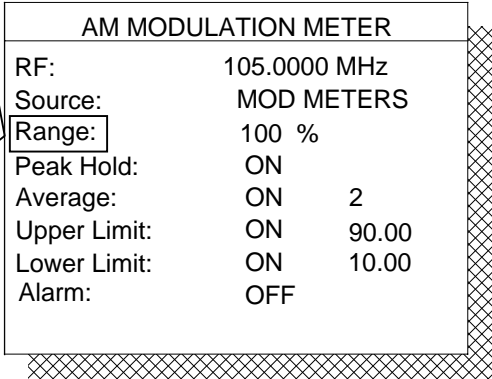 AM MODULATION METER
RF: 105.0000 MHz
Source: MOD METERS
Range: 100 %
Peak Hold: ON
Average: ON 2
Upper Limit: ON 90.00
Lower Limit: ON 10.00
Alarm: OFF